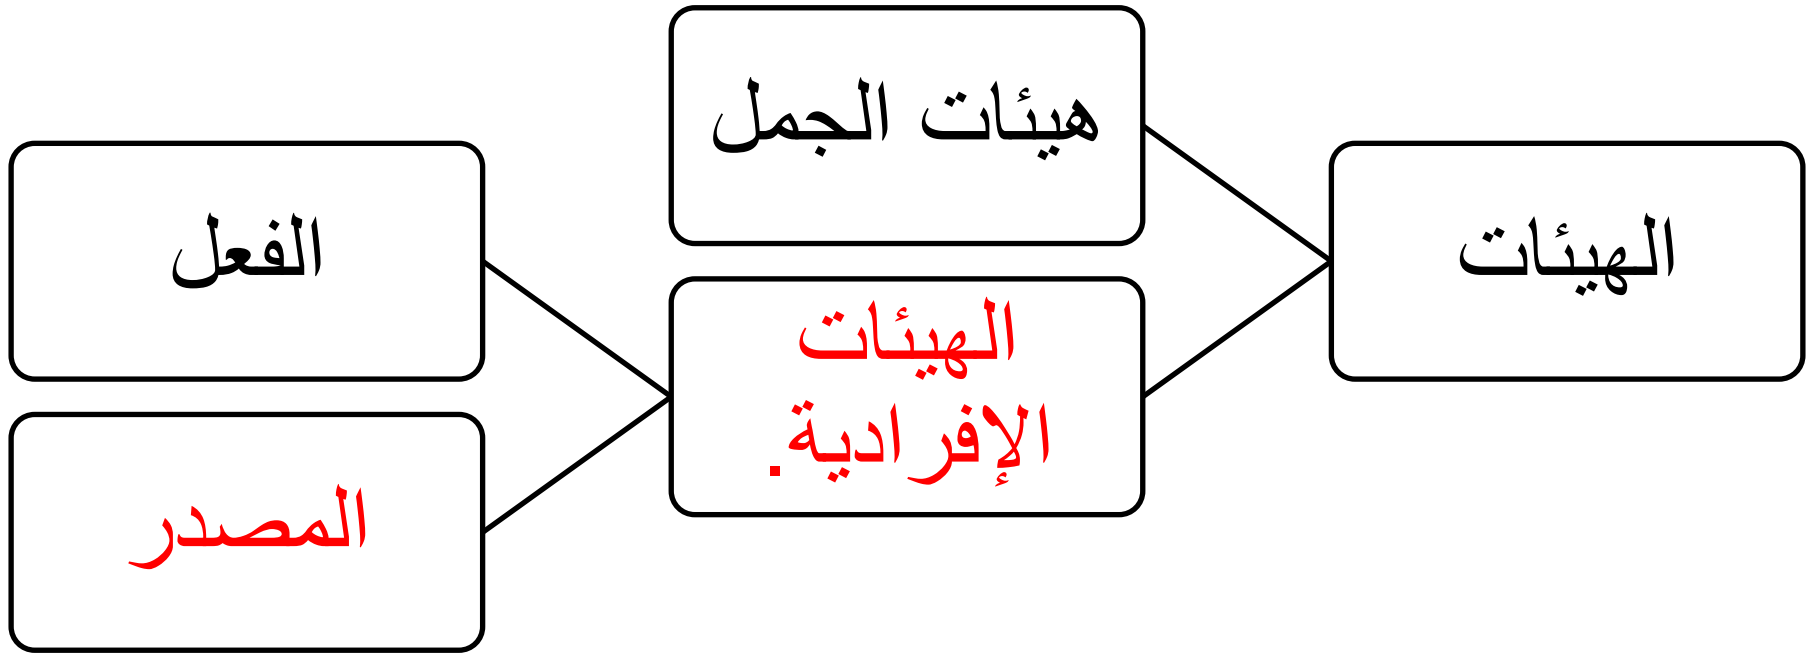 الهيئات
هيئات الجمل
الهيئات
الإفرادية.
الفعل
المصدر